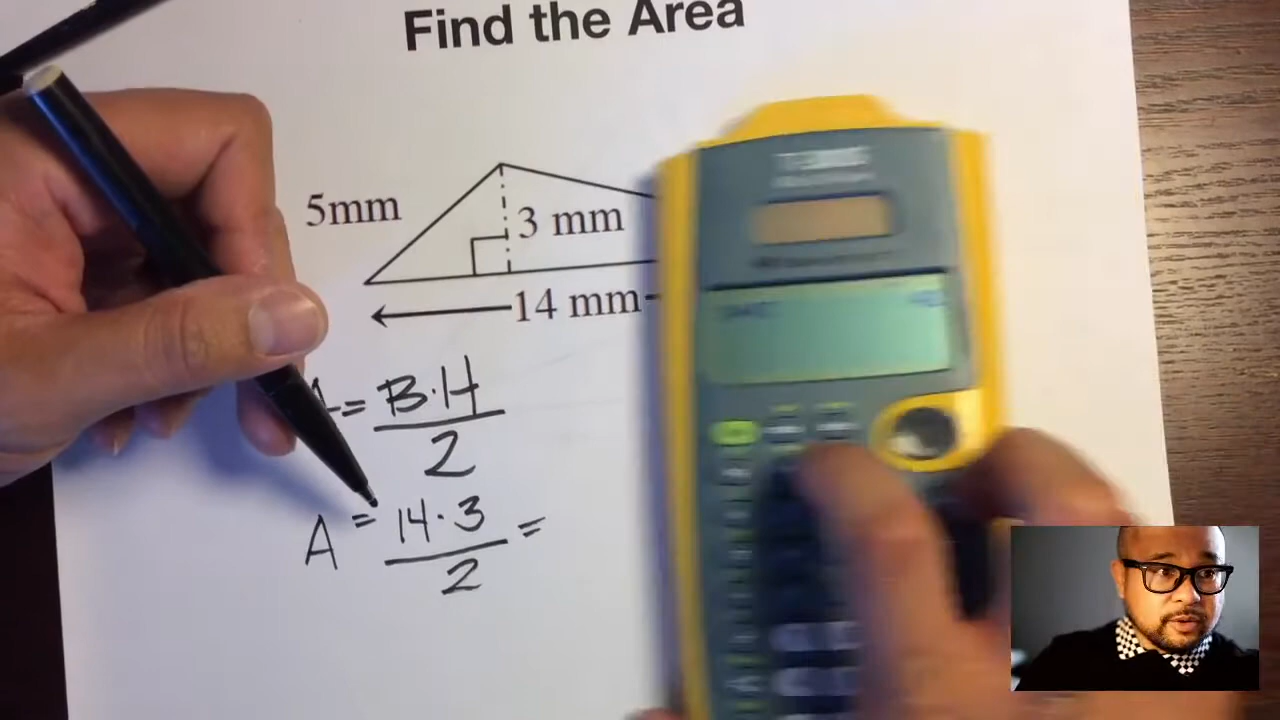 Find the Area
5mm
3 mm
14 mm
A = B·H
2
A = 14·3 =
2